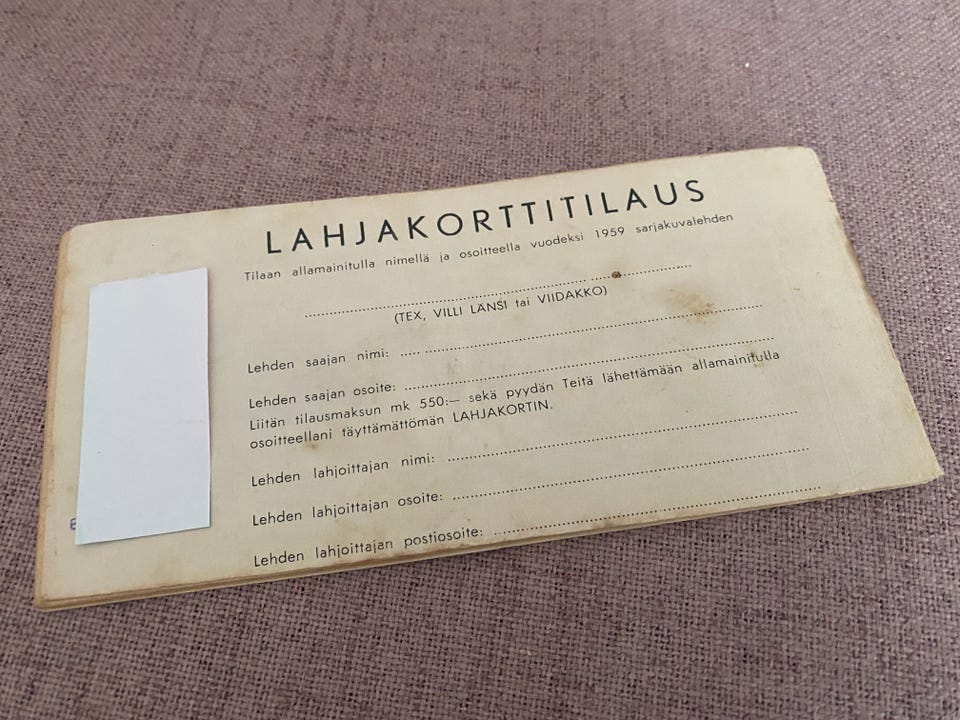 LAHJAKORTTITILAUS
Tilaan allamainitulla nimellä ja osoitteella vuodeksi 1959 sarjakuvalehden
(TEX, VILLI LÄNSI tai VIIDAKKO)
Lehden saajan nimi:
Lehden saajan osoite:
Liitän tilausmaksun mk 550:— sekä pyydän Teitä lähettämään allamainitulla
osoitteellani täyttämättömän LAHJAKORTIN.
Lehden lahjoittajan nimi:
Lehden lahjoittajan osoite:
Lehden lahjoittajan postiosoite: